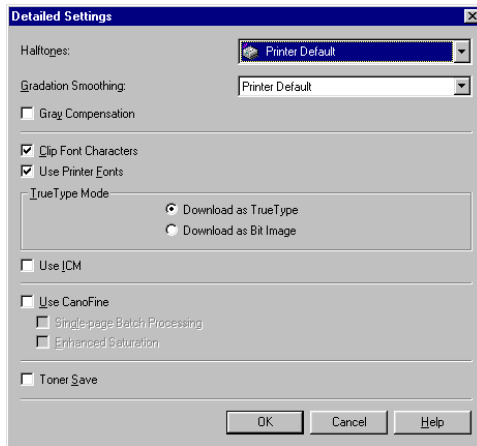 Detailed Settings
Halftones: Printer Default
Gradation Smoothing: Printer Default
Gray Compensation
Clip Font Characters
Use Printer Fonts
TrueType Mode
Download as TrueType
Download as Bit Image
Use ICM
Use CanoFine
Single-page Batch Processing
Enhanced Saturation
Toner Save
OK Cancel Help